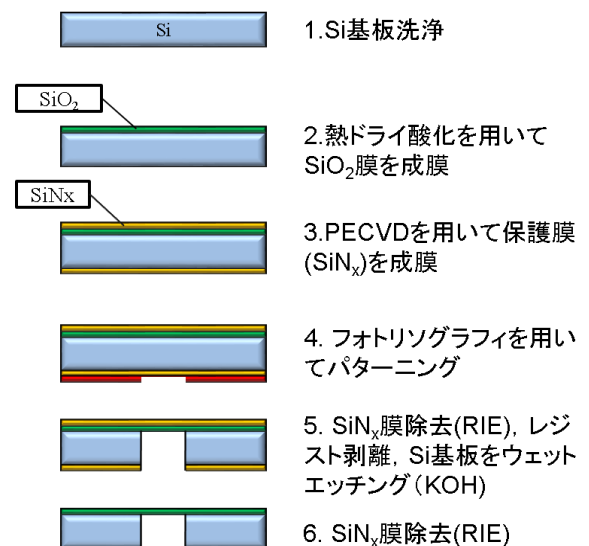 Si
1.Si基板洗浄
SiO₂
2.熱ドライ酸化を用いて
SiO₂膜を成膜
SiNx
3.PECVDを用いて保護膜
(SiNₓ)を成膜
4. フォトリソグラフィを用い
てパターニング
5. SiNₓ膜除去(RIE), レジ
スト剥離, Si基板をウェット
エッチング(KOH)
6. SiNₓ膜除去(RIE)